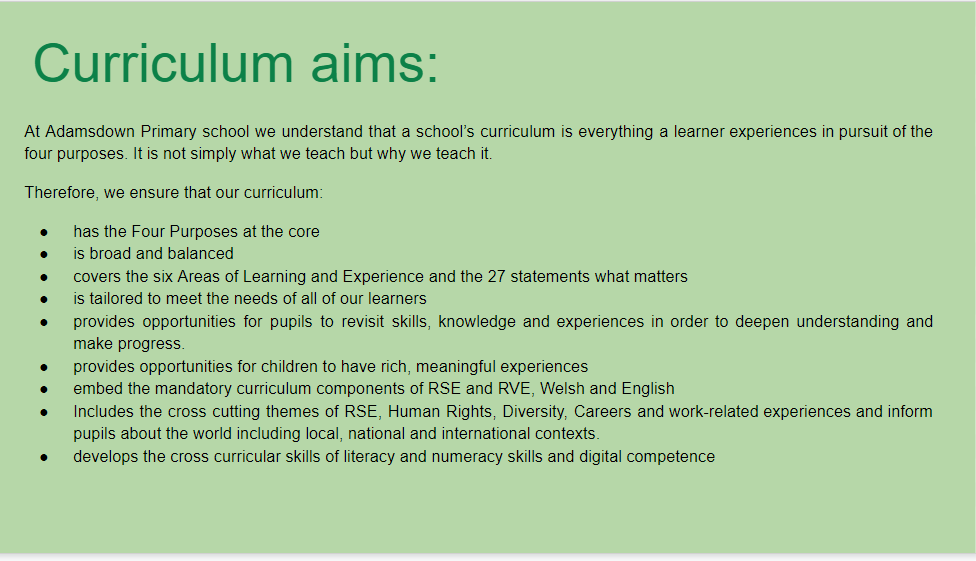 Curriculum aims:
At Adamsdown Primary school we understand that a school’s curriculum is everything a learner experiences in pursuit of the
four purposes. It is not simply what we teach but why we teach it.
Therefore, we ensure that our curriculum:
● has the Four Purposes at the core
● is broad and balanced
● covers the six Areas of Learning and Experience and the 27 statements what matters
● is tailored to meet the needs of all of our learners
● provides opportunities for pupils to revisit skills, knowledge and experiences in order to deepen understanding and
make progress.
● provides opportunities for children to have rich, meaningful experiences
● embed the mandatory curriculum components of RSE and RVE, Welsh and English
● Includes the cross cutting themes of RSE, Human Rights, Diversity, Careers and work-related experiences and inform
pupils about the world including local, national and international contexts.
● develops the cross curricular skills of literacy and numeracy skills and digital competence